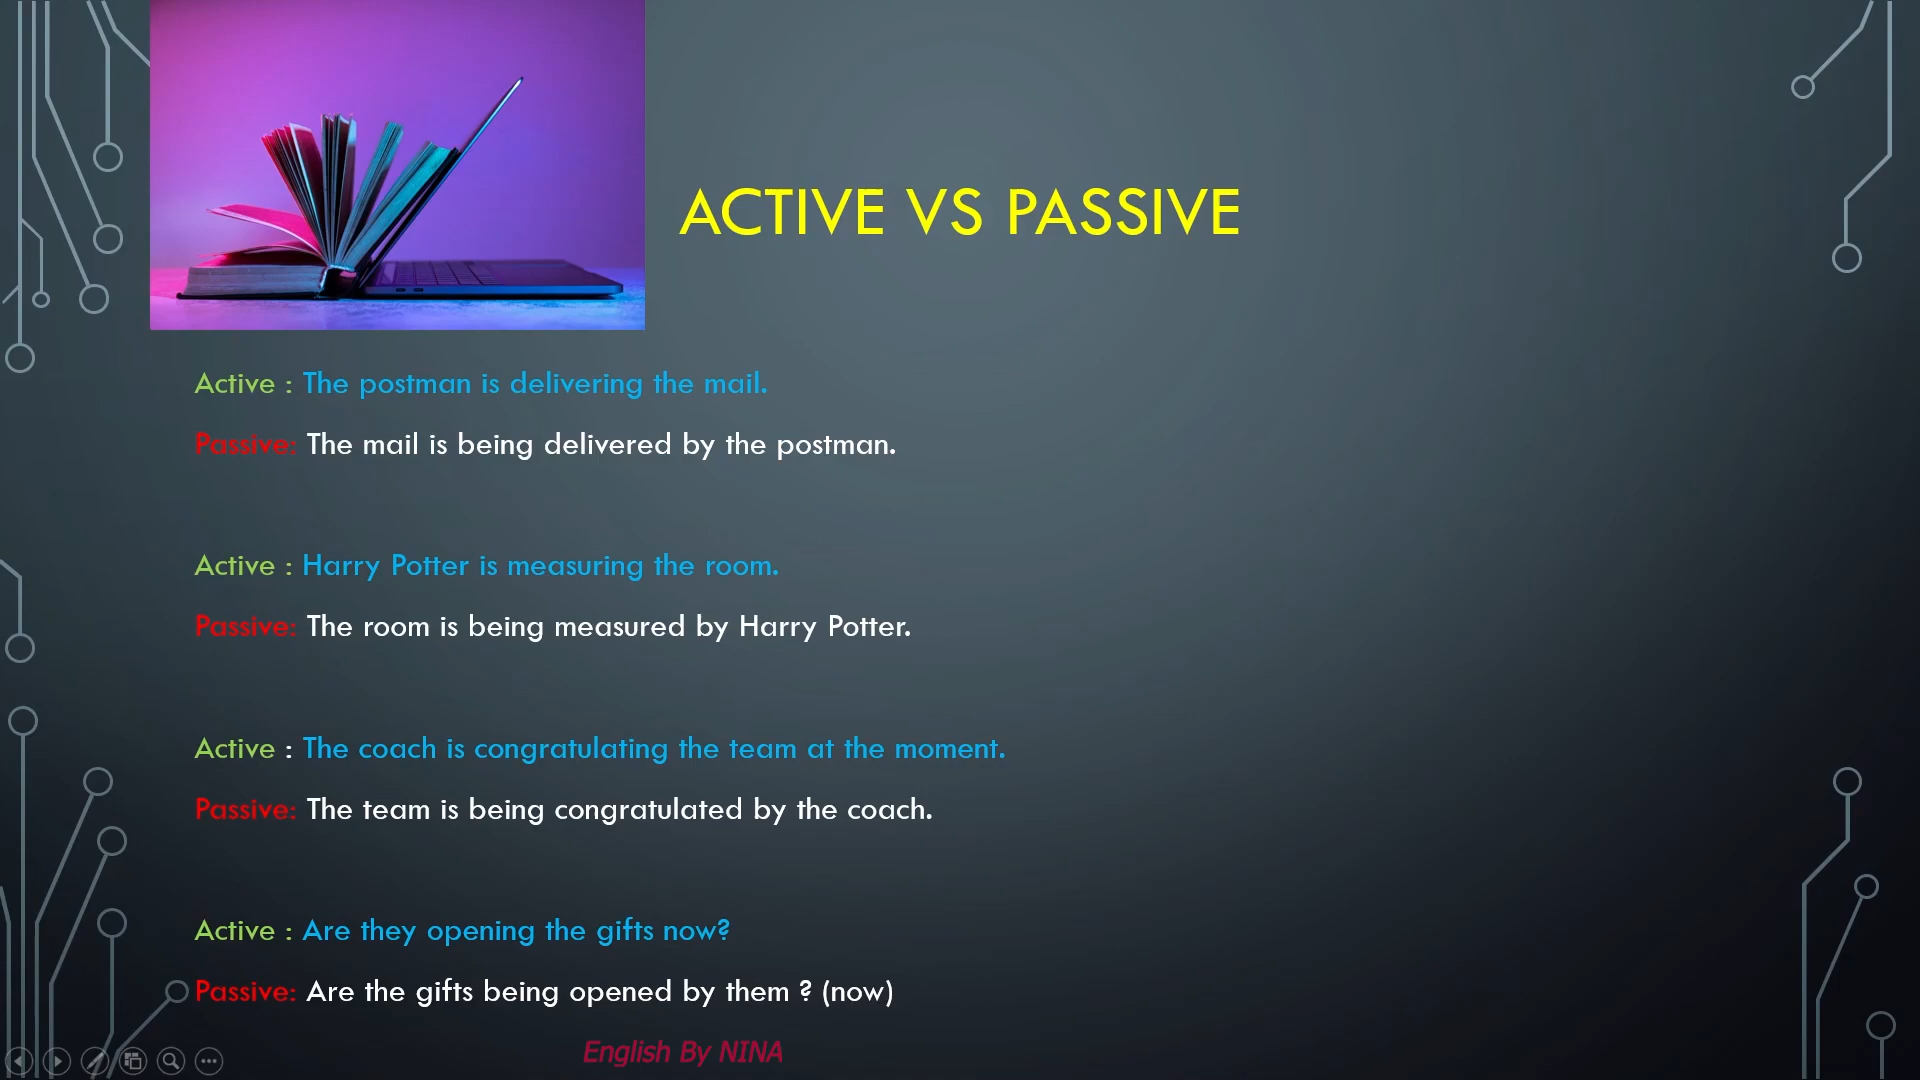 ACTIVE VS PASSIVE
Active : The postman is delivering the mail.
Passive: The mail is being delivered by the postman.
Active : Harry Potter is measuring the room.
Passive: The room is being measured by Harry Potter.
Active : The coach is congratulating the team at the moment.
Passive: The team is being congratulated by the coach.
Active : Are they opening the gifts now?
Passive: Are the gifts being opened by them ? (now)
English By NINA